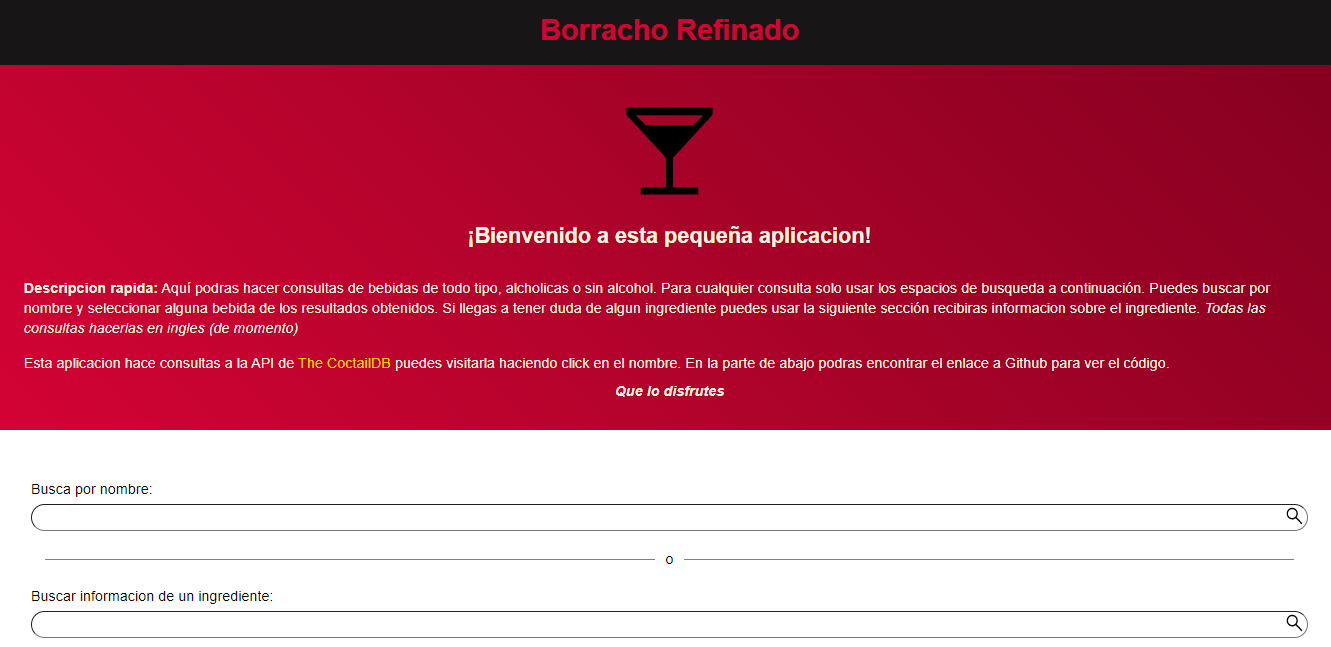 Borracho Refinado
¡Bienvenido a esta pequeña aplicacion!
Descripcion rapida: Aquí podras hacer consultas de bebidas de todo tipo, alcholicas o sin alcohol. Para cualquier consulta solo usar los espacios de busqueda a continuación. Puedes buscar por
nombre y seleccionar alguna bebida de los resultados obtenidos. Si llegas a tener duda de algun ingrediente puedes usar la siguiente sección recibiras informacion sobre el ingrediente. Todas las
consultas hacerlas en ingles (de momento)
Esta aplicacion hace consultas a la API de The CoctailDB puedes visitarla haciendo click en el nombre. En la parte de abajo podras encontrar el enlace a Github para ver el código.
Que lo disfrutes
Busca por nombre:
o
Buscar informacion de un ingrediente: